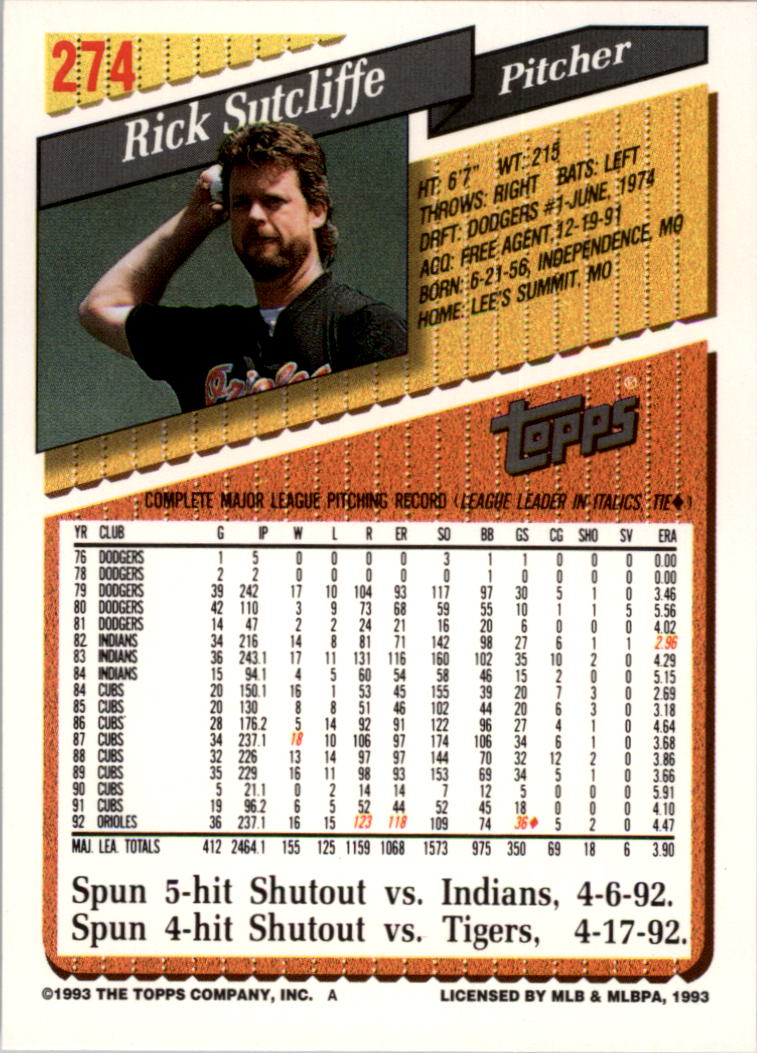 274
Rick Sutcliffe
Pitcher
HT: 6'7" WT: 215
THROWS: RIGHT BATS: LEFT
DRFT: DODGERS #1-JUNE, 1974
ACQ: FREE AGENT, 12-19-91
BORN: 6-21-56, INDEPENDENCE, MO
HOME: LEE'S SUMMIT, MO
Orioles
topps®
COMPLETE MAJOR LEAGUE PITCHING RECORD (LEAGUE LEADER IN ITALICS, TIE♦)
YR CLUB G IP W L R ER SO BB GS CG SHO SV ERA
76 DODGERS 1 5 0 0 0 0 3 1 1 0 0 0 0.00
78 DODGERS 2 2 0 0 0 0 0 1 0 0 0 0 0.00
79 DODGERS 39 242 17 10 104 93 117 97 30 5 1 0 3.46
80 DODGERS 42 110 3 9 73 68 59 55 10 1 1 5 5.56
81 DODGERS 14 47 2 2 24 21 16 20 6 0 0 0 4.02
82 INDIANS 34 216 14 8 81 71 142 98 27 6 1 1 2.96
83 INDIANS 36 243.1 17 11 131 116 160 102 35 10 2 0 4.29
84 INDIANS 15 94.1 4 5 60 54 58 46 15 2 0 0 5.15
84 CUBS 20 150.1 16 1 53 45 155 39 20 7 3 0 2.69
85 CUBS 20 130 8 8 51 46 102 44 20 6 3 0 3.18
86 CUBS 28 176.2 5 14 92 91 122 96 27 4 1 0 4.64
87 CUBS 34 237.1 18 10 106 97 174 106 34 6 1 0 3.68
88 CUBS 32 226 13 14 97 97 144 70 32 12 2 0 3.86
89 CUBS 35 229 16 11 98 93 153 69 34 5 1 0 3.66
90 CUBS 5 21.1 0 2 14 14 7 12 5 0 0 0 5.91
91 CUBS 19 96.2 6 5 52 44 52 45 18 0 0 0 4.10
92 ORIOLES 36 237.1 16 15 123 118 109 74 36♦ 5 2 0 4.47
MAJ. LEA. TOTALS 412 2464.1 155 125 1159 1068 1573 975 350 69 18 6 3.90
Spun 5-hit Shutout vs. Indians, 4-6-92.
Spun 4-hit Shutout vs. Tigers, 4-17-92.
©1993 THE TOPPS COMPANY, INC. A LICENSED BY MLB & MLBPA, 1993